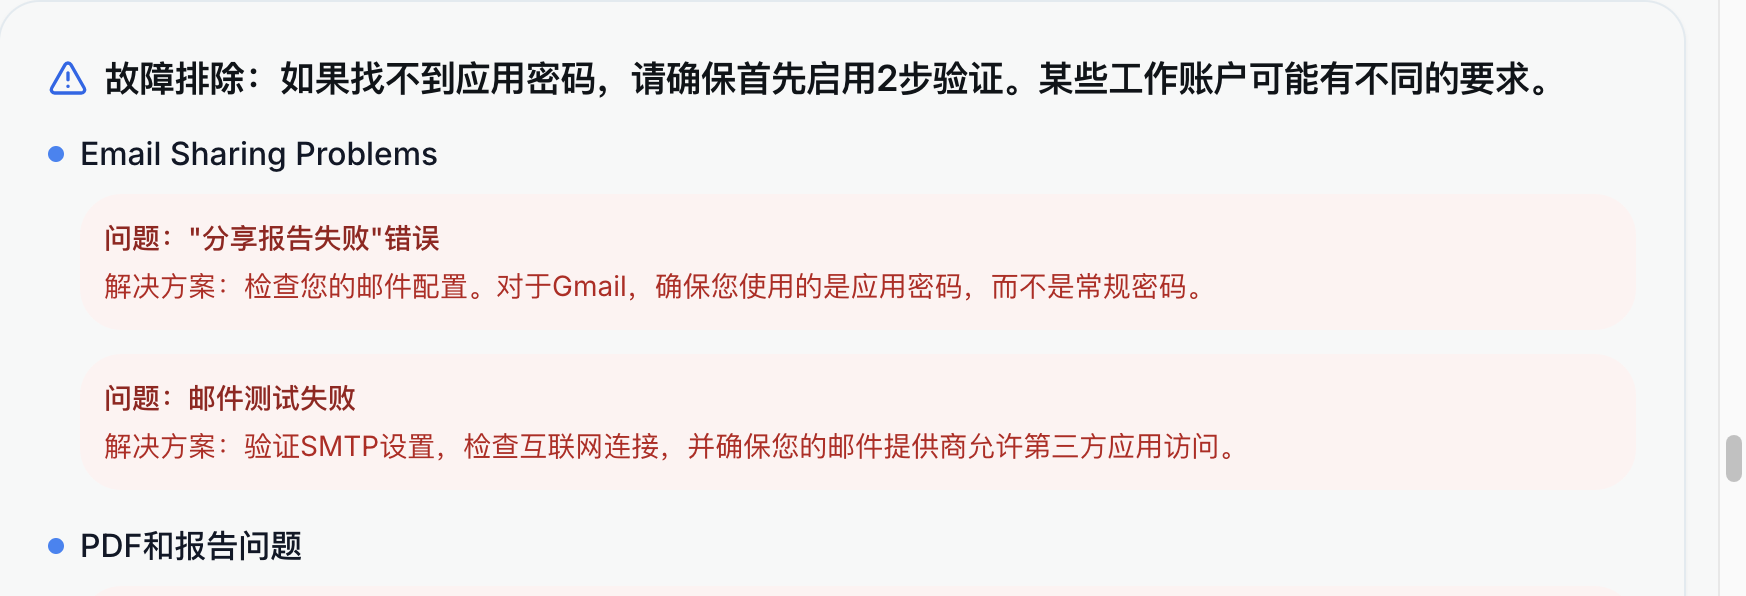 故障排除：如果找不到应用密码，请确保首先启用2步验证。某些工作账户可能有不同的要求。
Email Sharing Problems
问题："分享报告失败"错误
解决方案：检查您的邮件配置。对于Gmail，确保您使用的是应用密码，而不是常规密码。
问题：邮件测试失败
解决方案：验证SMTP设置，检查互联网连接，并确保您的邮件提供商允许第三方应用访问。
PDF和报告问题